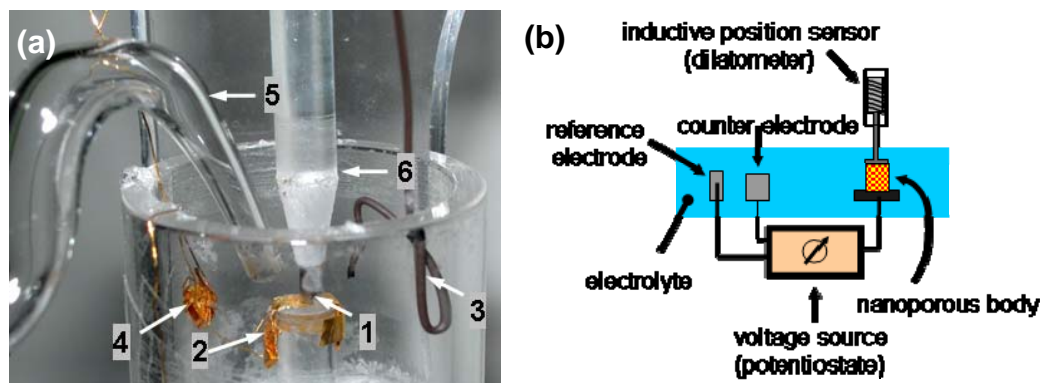 (a)
5
6
4
2
1
3
(b)
inductive position sensor
(dilatometer)
counter electrode
reference
electrode
electrolyte
nanoporous body
voltage source
(potentiostate)